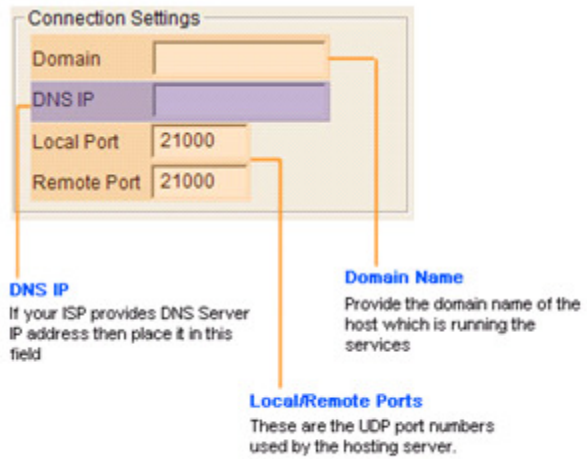 Connection Settings
Domain
DNS IP
Local Port 21000
Remote Port 21000
DNS IP
If your ISP provides DNS Server
IP address then place it in this
field
Domain Name
Provide the domain name of the
host which is running the
services
Local/Remote Ports
These are the UDP port numbers
used by the hosting server.